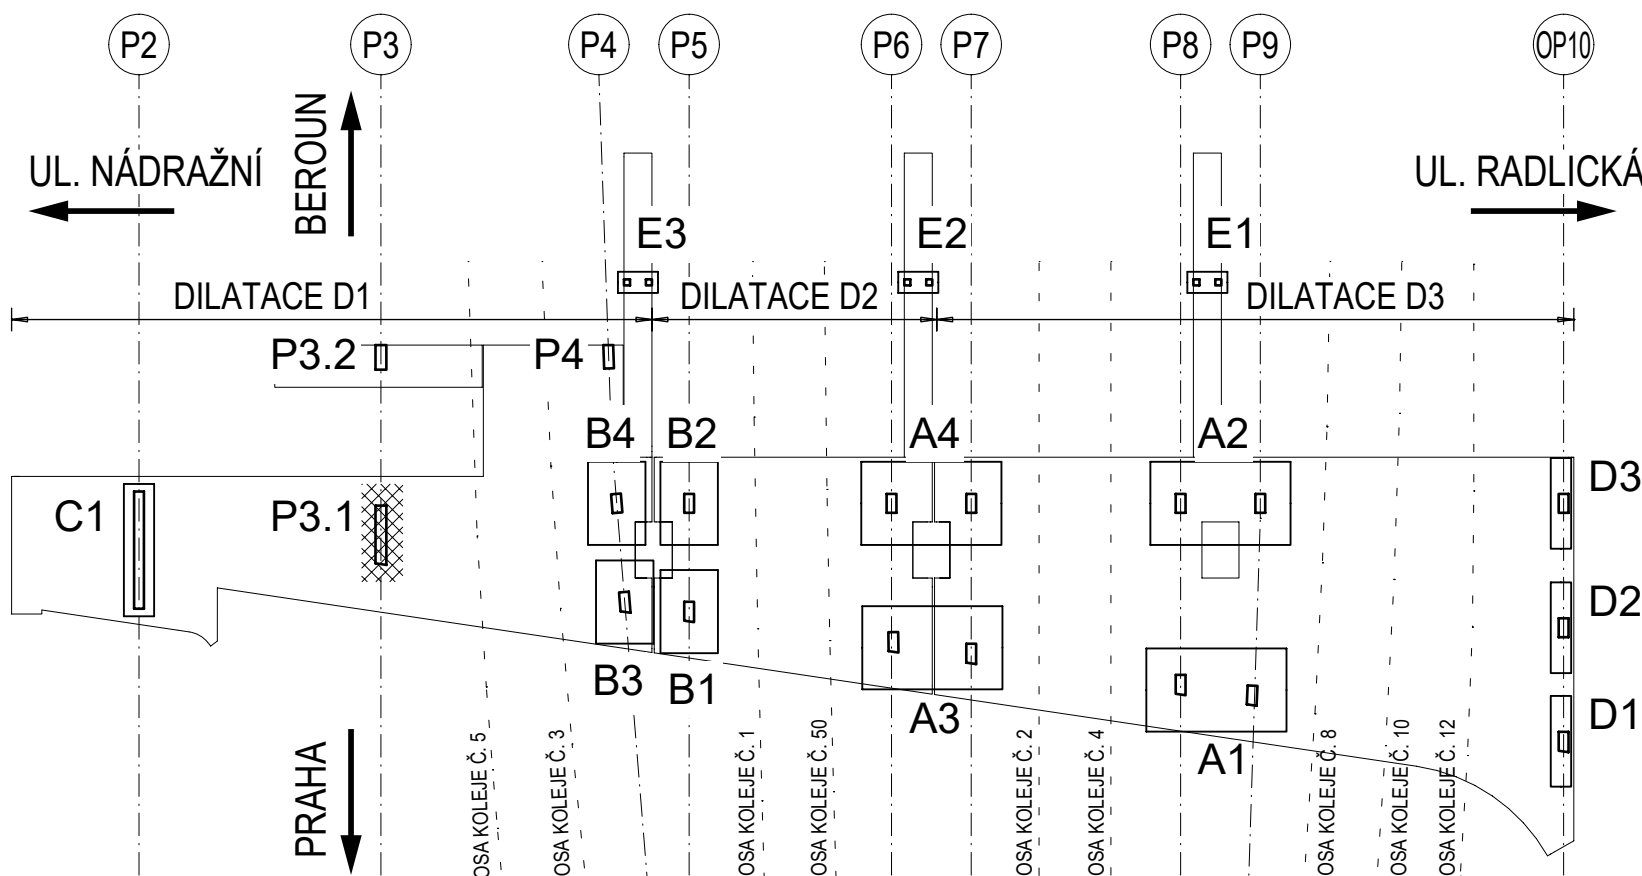 P2 P3 P4 P5 P6 P7 P8 P9 OP10
BEROUN
UL. NÁDRAŽNÍ
UL. RADLICKÁ
E3 E2 E1
DILATACE D1 DILATACE D2 DILATACE D3
P3.2 P4
B4 B2 A4 A2
D3
C1 P3.1
D2
B3 B1 A3 D1
A1
PRAHA
OSA KOLEJE Č. 5
OSA KOLEJE Č. 3
OSA KOLEJE Č. 1
OSA KOLEJE Č. 50
OSA KOLEJE Č. 2
OSA KOLEJE Č. 4
OSA KOLEJE Č. 8
OSA KOLEJE Č. 10
OSA KOLEJE Č. 12